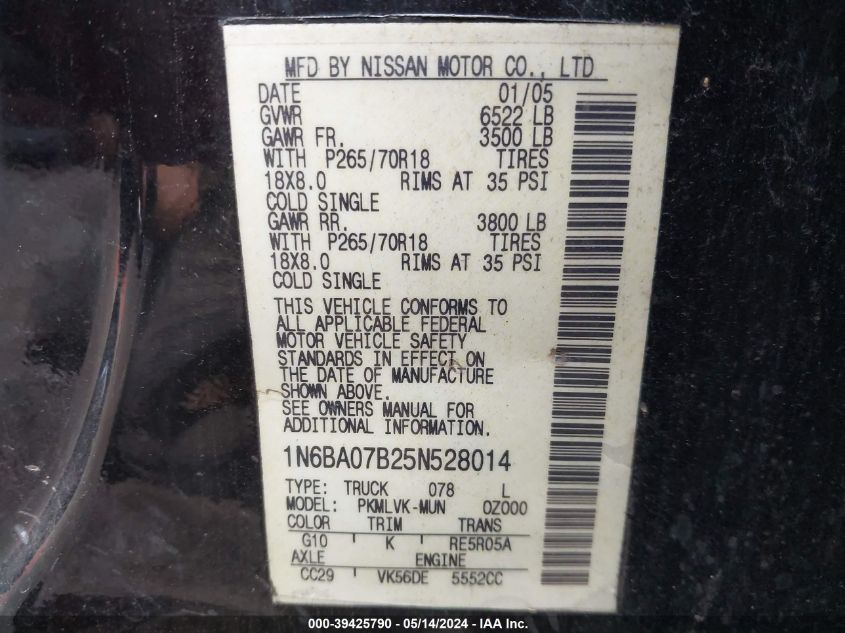 MFD BY NISSAN MOTOR CO., LTD
DATE 01/05
GVWR 6522 LB
GAWR FR. 3500 LB
WITH P265/70R18 TIRES
18X8.0 RIMS AT 35 PSI
COLD SINGLE
GAWR RR. 3800 LB
WITH P265/70R18 TIRES
18X8.0 RIMS AT 35 PSI
COLD SINGLE
THIS VEHICLE CONFORMS TO
ALL APPLICABLE FEDERAL
MOTOR VEHICLE SAFETY
STANDARDS IN EFFECT ON
THE DATE OF MANUFACTURE
SHOWN ABOVE.
SEE OWNERS MANUAL FOR
ADDITIONAL INFORMATION.
1N6BA07B25N528014
TYPE: TRUCK 078 L
MODEL: PKMLVK-MUN 0Z000
COLOR TRIM TRANS
G10 K RE5R05A
AXLE ENGINE
CC29 VK56DE 5552CC
000-39425790 - 05/14/2024 - IAA Inc.